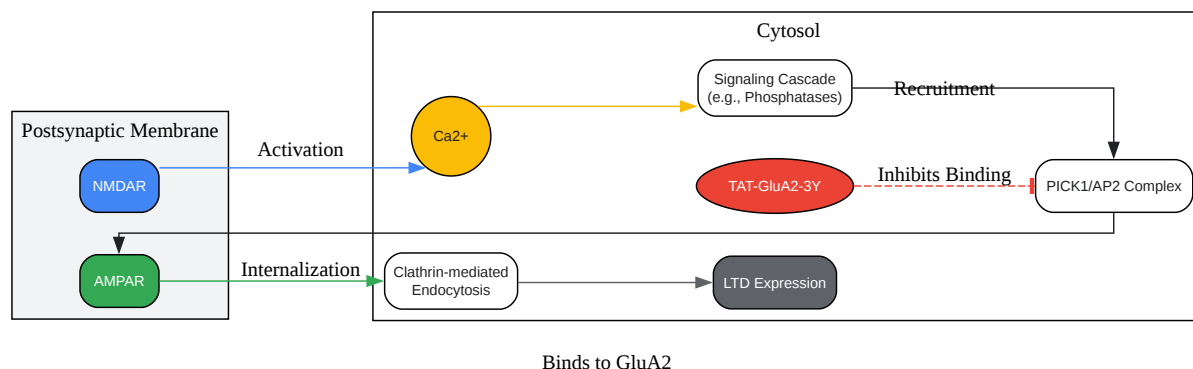 Cytosol
Signaling Cascade
(e.g., Phosphatases)
Recruitment
Postsynaptic Membrane
Ca2+
Activation
NMDAR
TAT-GluA2-3Y
Inhibits Binding
PICK1/AP2 Complex
AMPAR
Internalization
Clathrin-mediated
Endocytosis
LTD Expression
Binds to GluA2